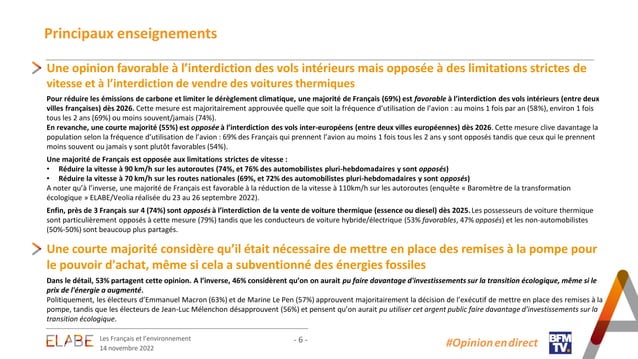 Principaux enseignements
Une opinion favorable à l'interdiction des vols intérieurs mais opposée à des limitations strictes de
vitesse et à l'interdiction de vendre des voitures thermiques
Pour réduire les émissions de carbone et limiter le dérèglement climatique, une majorité de Français (69%) est favorable à l'interdiction des vols intérieurs (entre deux
villes françaises) dès 2026. Cette mesure est majoritairement approuvée quelle que soit la fréquence d'utilisation de l'avion : au moins 1 fois par an (58%), environ 1 fois
tous les 2 ans (69%) ou moins souvent/jamais (74%).
En revanche, une courte majorité (55%) est opposée à l'interdiction des vols inter-européens (entre deux villes européennes) dès 2026. Cette mesure clive davantage la
population selon la fréquence d'utilisation de l'avion : 69% des Français qui prennent l'avion au moins 1 fois tous les 2 ans y sont opposés tandis que ceux qui le prennent
moins souvent ou jamais y sont plutôt favorables (54%).
Une majorité de Français est opposée aux limitations strictes de vitesse :
• Réduire la vitesse à 90 km/h sur les autoroutes (74%, et 76% des automobilistes pluri-hebdomadaires y sont opposés)
• Réduire la vitesse à 70 km/h sur les routes nationales (69%, et 72% des automobilistes pluri-hebdomadaires y sont opposés)
A noter qu'à l'inverse, une majorité de Français est favorable à la réduction de la vitesse à 110km/h sur les autoroutes (enquête « Baromètre de la transformation
écologique » ELABE/Veolia réalisée du 23 au 26 septembre 2022).
Enfin, près de 3 Français sur 4 (74%) sont opposés à l'interdiction de la vente de voiture thermique (essence ou diesel) dès 2025. Les possesseurs de voiture thermique
sont particulièrement opposés à cette mesure (79%) tandis que les conducteurs de voiture hybride/électrique (53% favorables, 47% opposés) et les non-automobilistes
(50%-50%) sont beaucoup plus partagés.
Une courte majorité considère qu'il était nécessaire de mettre en place des remises à la pompe pour
le pouvoir d'achat, même si cela a subventionné des énergies fossiles
Dans le détail, 53% partagent cette opinion. A l'inverse, 46% considèrent qu'on on aurait pu faire davantage d'investissements sur la transition écologique, même si le
prix de l'énergie a augmenté.
Politiquement, les électeurs d'Emmanuel Macron (63%) et de Marine Le Pen (57%) approuvent majoritairement la décision de l'exécutif de mettre en place des remises à la
pompe, tandis que les électeurs de Jean-Luc Mélenchon désapprouvent (56%) et pensent qu'on aurait pu utiliser cet argent public faire davantage d'investissements sur la
transition écologique.
ELABE
Les Français et l'environnement
14 novembre 2022
- 6 -
#Opinion en direct
BFM
TV.